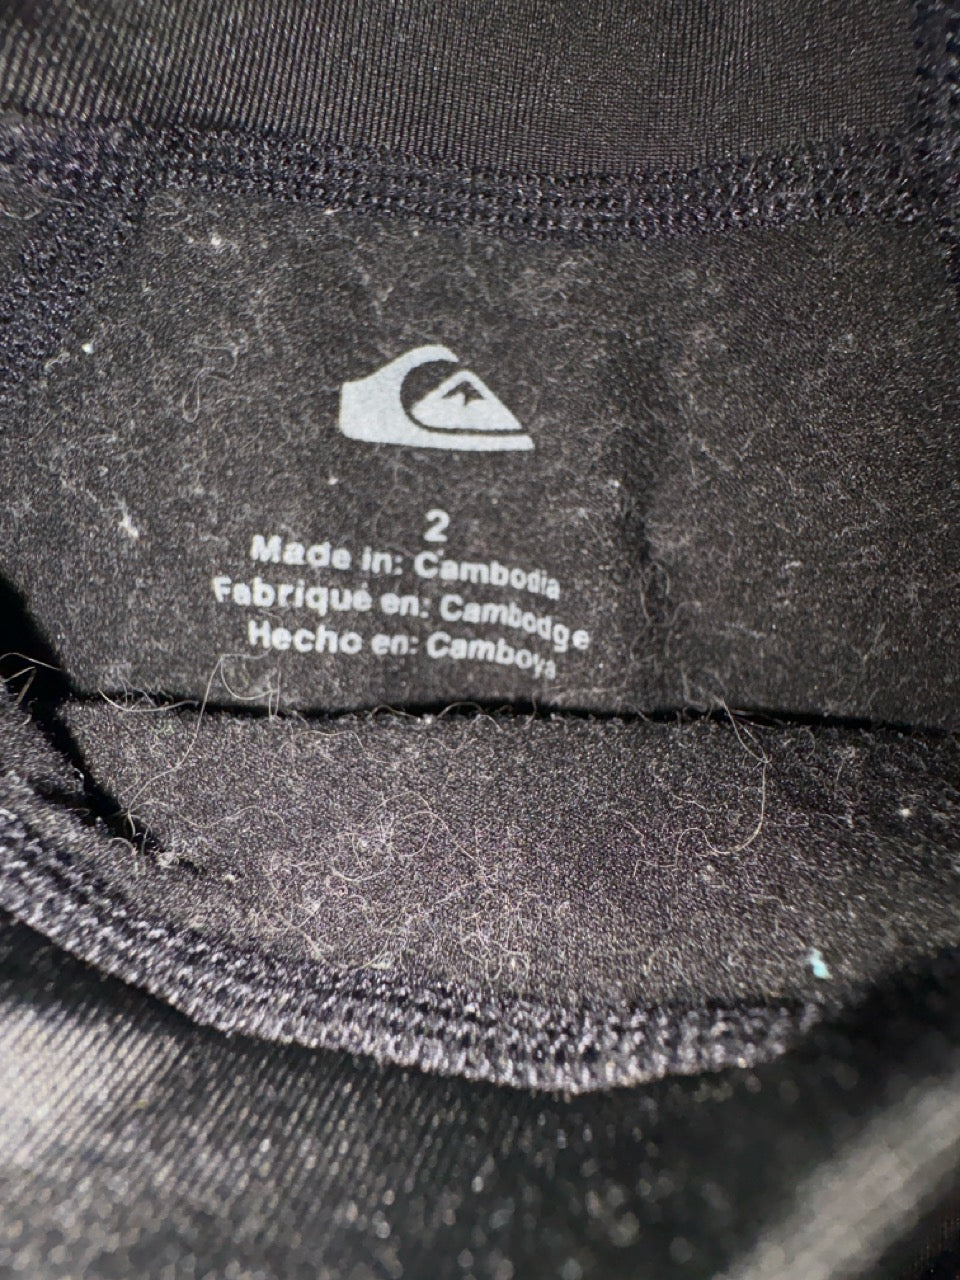 2
Made in: Cambodia
Fabriqué en: Cambodge
Hecho en: Camboya